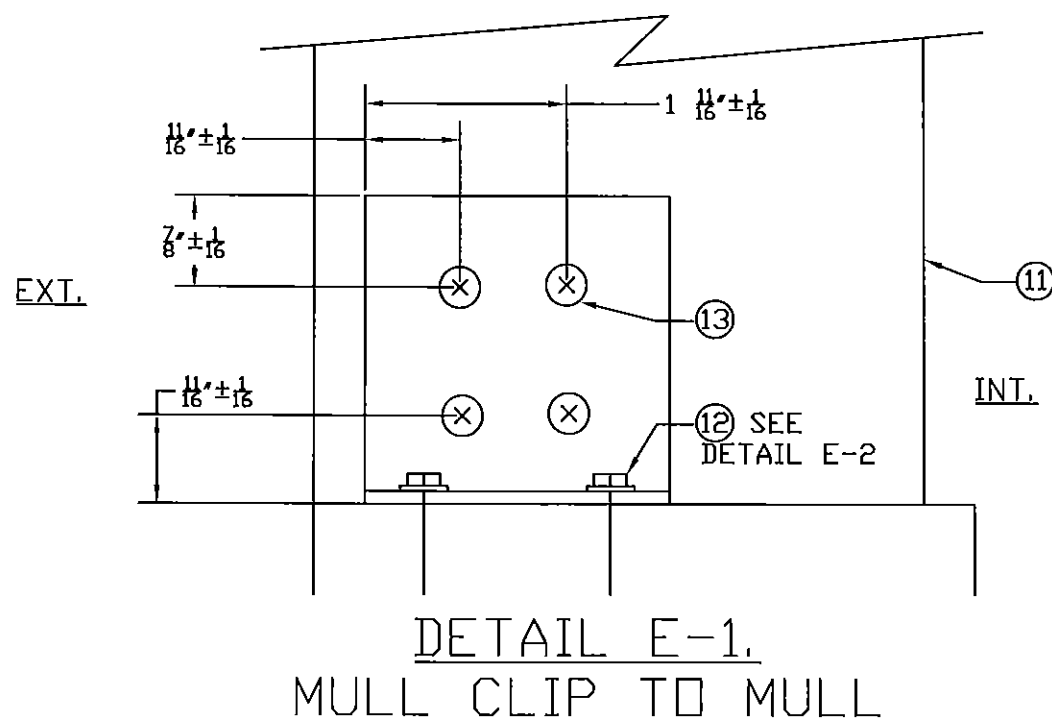 1 11/16"±1/16
11/16"±1/16
7/8"±1/16
EXT.
11
13
11/16"±1/16
INT.
12 SEE
DETAIL E-2
DETAIL E-1.
MULL CLIP TO MULL